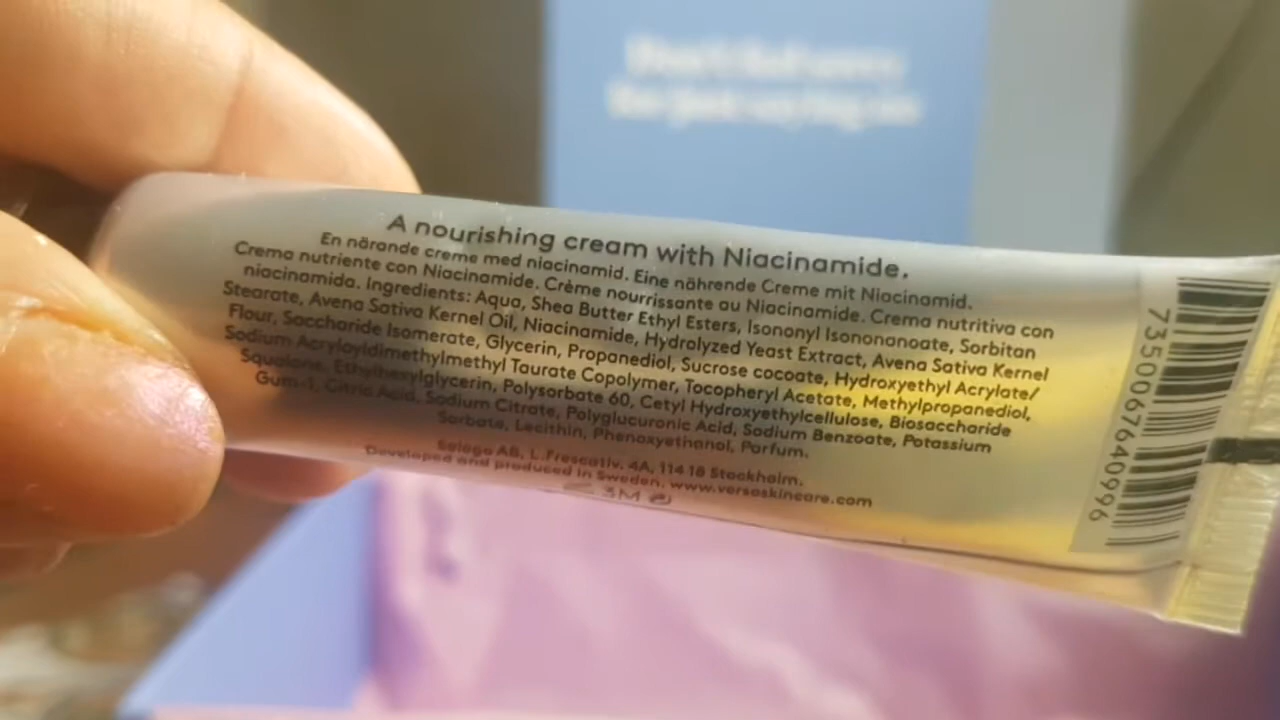 A nourishing cream with Niacinamide.
En närande creme med niacinamid. Eine nährende Creme mit Niacinamid.
Crema nutriente con Niacinamide. Crème nourrissante au Niacinamide. Crema nutritiva con
niacinamida. Ingredients: Aqua, Shea Butter Ethyl Esters, Isononyl Isononanoate, Sorbitan
Stearate, Avena Sativa Kernel Oil, Niacinamide, Hydrolyzed Yeast Extract, Avena Sativa Kernel
Flour, Saccharide Isomerate, Glycerin, Propanediol, Sucrose cocoate, Hydroxyethyl Acrylate/
Sodium Acryloyldimethylmethyl Taurate Copolymer, Tocopheryl Acetate, Methylpropanediol,
Squalane, Ethylhexylglycerin, Polysorbate 60, Cetyl Hydroxyethylcellulose, Biosaccharide
Gum-1, Citric Acid, Sodium Citrate, Polyglucuronic Acid, Sodium Benzoate, Potassium
Sorbate, Lecithin, Phenoxyethanol, Parfum.
AB, L.Frescativ. 4A, 114 18 Stockholm.
Developed and produced in Sweden. www.versoskincare.com
3M
7350067640996